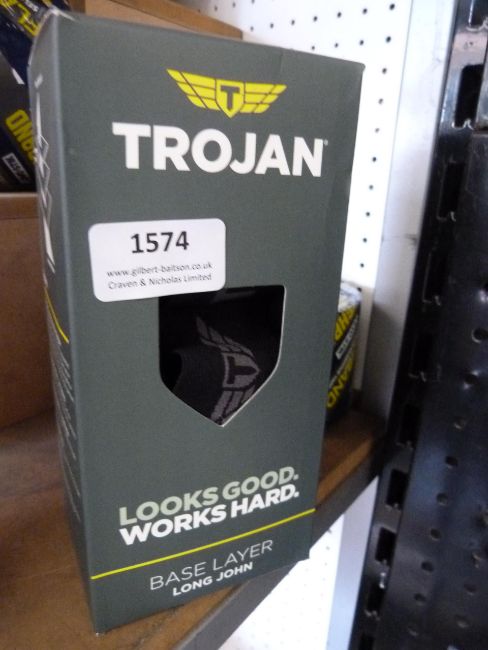 T
TROJAN
1574
www.gilbert-baitson.co.uk
Craven & Nicholas Limited
LOOKS GOOD.
WORKS HARD.
BASE LAYER
LONG JOHN